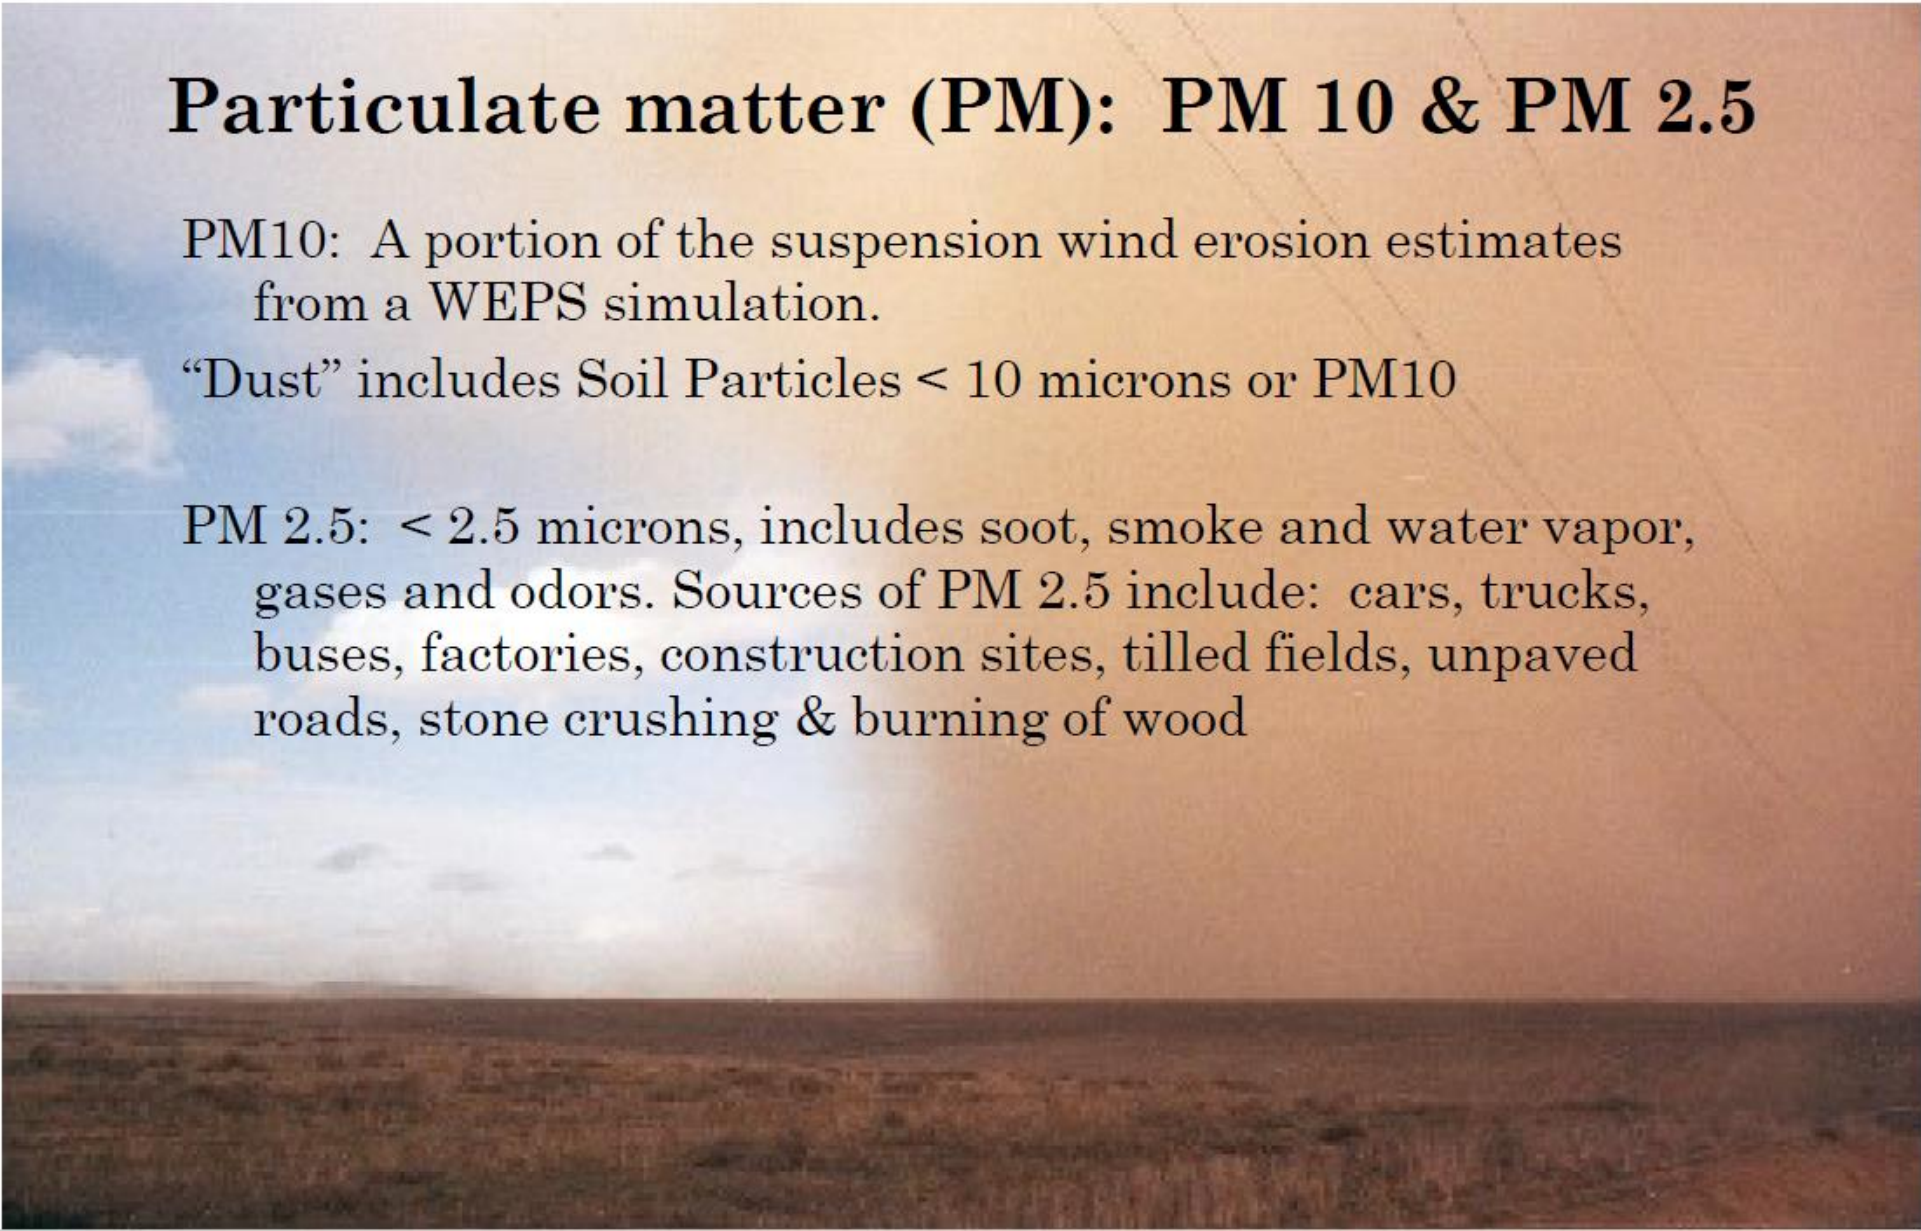 Particulate matter (PM): PM 10 & PM 2.5
PM10: A portion of the suspension wind erosion estimates
from a WEPS simulation.
“Dust” includes Soil Particles < 10 microns or PM10
PM 2.5: < 2.5 microns, includes soot, smoke and water vapor,
gases and odors. Sources of PM 2.5 include: cars, trucks,
buses, factories, construction sites, tilled fields, unpaved
roads, stone crushing & burning of wood